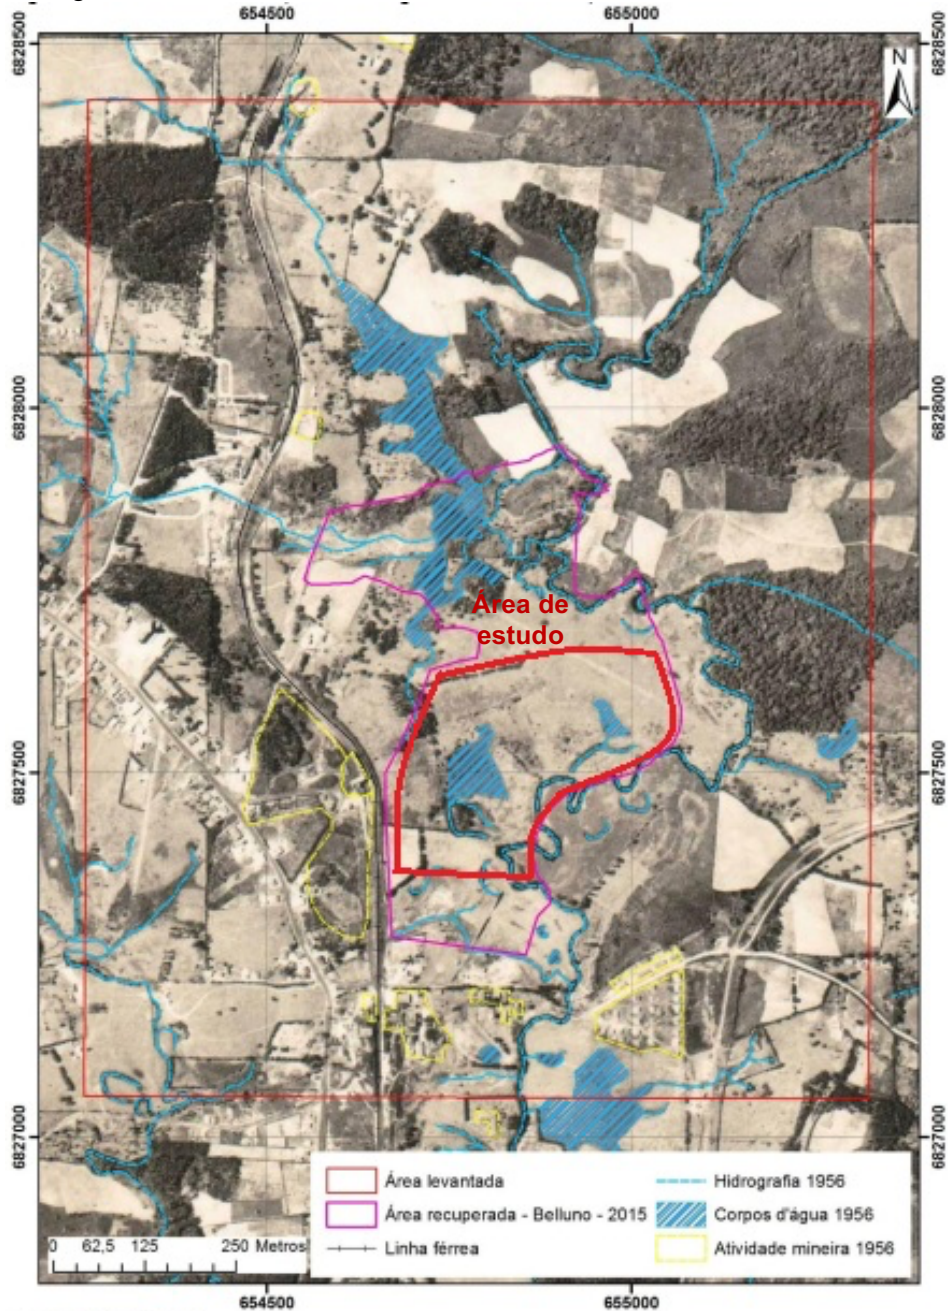 654500
655000
6828500
6828500
N
6828000
6828000
Área de
estudo
6827500
6827500
6827000
6827000
Área levantada
Área recuperada - Belluno - 2015
Linha férrea
Hidrografia 1956
Corpos d'água 1956
Atividade mineira 1956
0 62,5 125 250 Metros
654500
655000